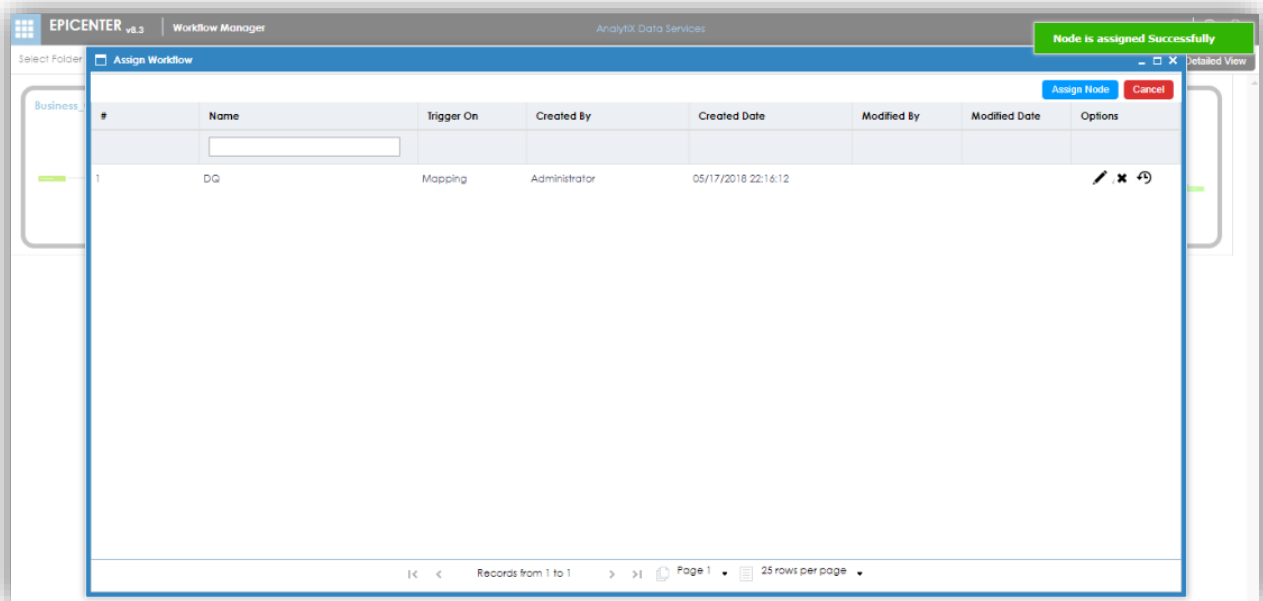 EPICENTER v8.3 Workflow Manager AnalytiX Data Services
Node is assigned Successfully
Select Folder
Assign Workflow
Detailed View
Assign Node Cancel
Business_
# Name Trigger On Created By Created Date Modified By Modified Date Options
1 DQ Mapping Administrator 05/17/2018 22:16:12
Records from 1 to 1 Page 1 25 rows per page